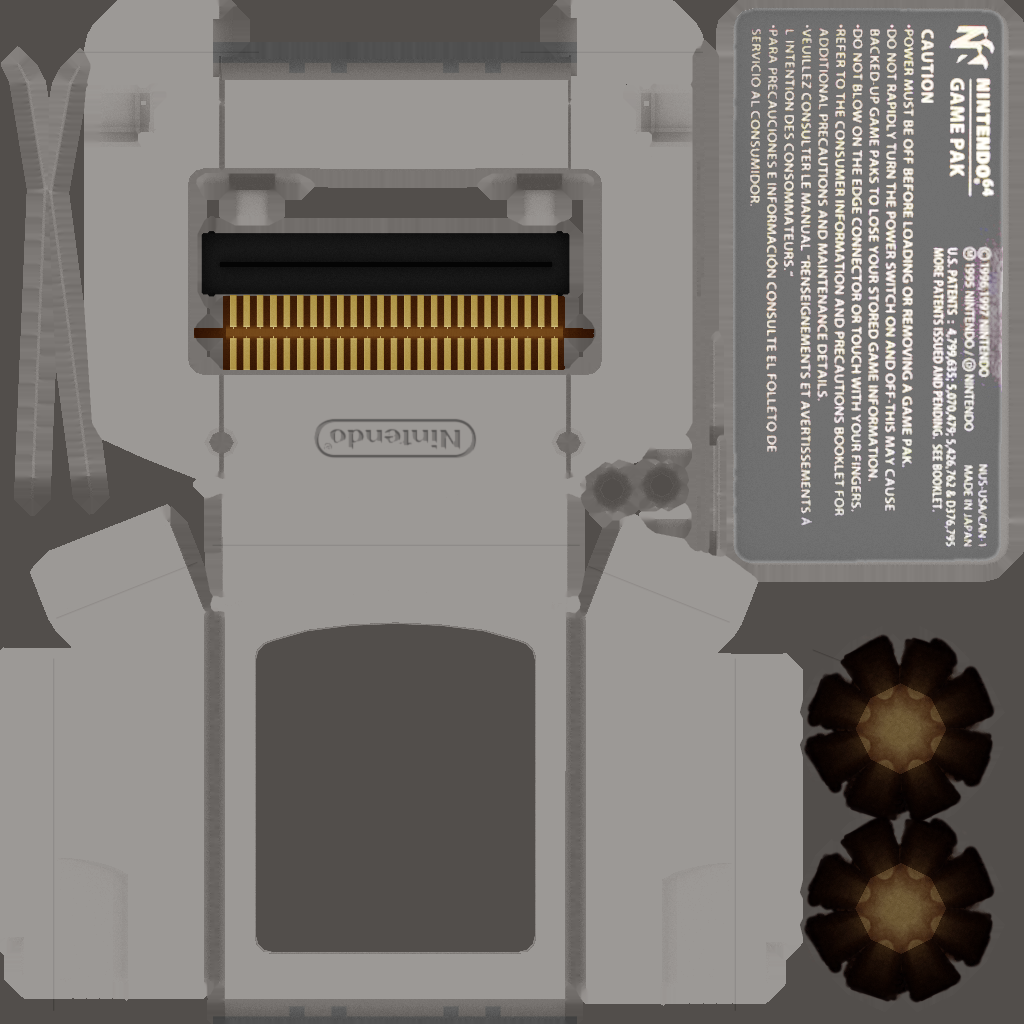 NINTENDO64
GAME PAK
©1996,1997 NINTENDO
Ⓜ1995 NINTENDO / Ⓓ NINTENDO
U.S. PATENTS : 4,799,635; 5,070,479; 5,426,762 & D376,795
MORE PATENTS ISSUED AND PENDING. SEE BOOKLET.
NUS-USA/CAN-1
MADE IN JAPAN
CAUTION
•POWER MUST BE OFF BEFORE LOADING OR REMOVING A GAME PAK.
•DO NOT RAPIDLY TURN THE POWER SWITCH ON AND OFF-THIS MAY CAUSE
BACKED-UP GAME PAKS TO LOSE YOUR STORED GAME INFORMATION.
•DO NOT BLOW ON THE EDGE CONNECTOR OR TOUCH WITH YOUR FINGERS.
•REFER TO THE CONSUMER INFORMATION AND PRECAUTIONS BOOKLET FOR
ADDITIONAL PRECAUTIONS AND MAINTENANCE DETAILS.
•VEUILLEZ CONSULTER LE MANUAL "RENSEIGNEMENTS ET AVERTISSEMENTS A
L INTENTION DES CONSOMMATEURS."
•PARA PRECAUCIONES E INFORMACIÓN CONSULTE EL FOLLETO DE
SERVICIO AL CONSUMIDOR.
Nintendo®